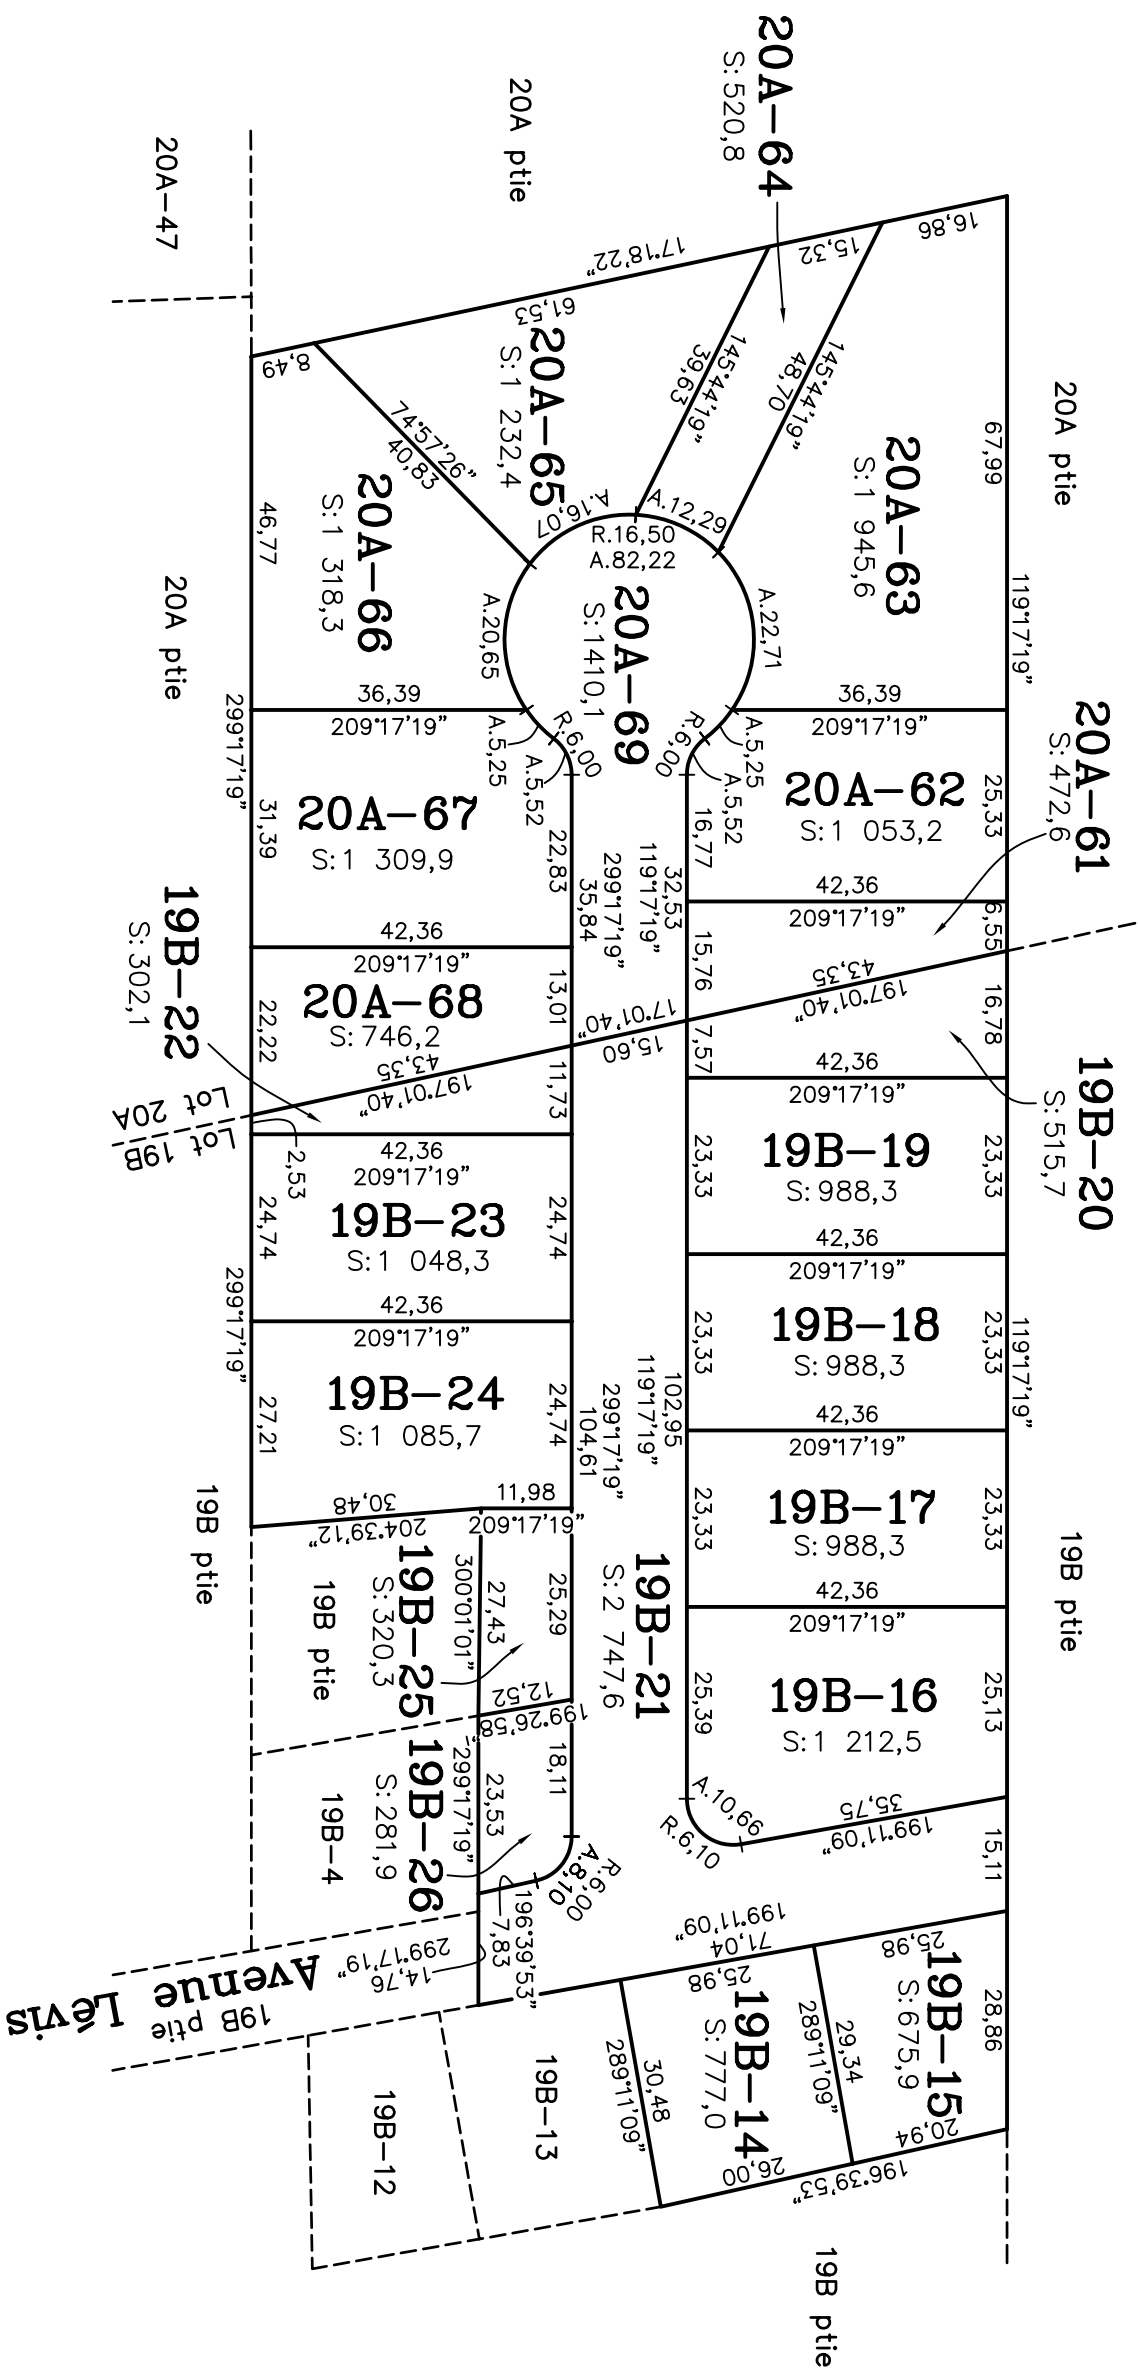 20A-64
S: 520,8
20A ptie
20A-47
16,86
15,32
17°18'22"
61,53
8,49
20A-65
S: 1 232,4
145°44'19"
39,63
145°44'19"
48,70
74°57'26"
40,83
20A ptie
67,99
119°17'19"
20A-63
S: 1 945,6
A.12,29
A.16,07
R.16,50
A.82,22
20A-66
S: 1 318,3
46,77
20A ptie
299°17'19"
A.22,71
A.20,65
20A-69
S: 1410,1
36,39
209°17'19"
36,39
209°17'19"
R.6,00
A.5,25
A.5,52
R.6,00
A.5,25
A.5,52
20A-61
S: 472,6
25,33
20A-62
S: 1 053,2
16,77
20A-67
S: 1 309,9
22,83
31,39
32,53
119°17'19"
299°17'19"
35,84
42,36
209°17'19"
6,55
15,76
43,35
197°01'40"
42,36
209°17'19"
20A-68
S: 746,2
13,01
22,22
19B-22
S: 302,1
17°01'40"
15,60
43,35
197°01'40"
11,73
2,53
Lot 20A
Lot 19B
16,78
7,57
19B-20
S: 515,7
42,36
209°17'19"
19B-19
S: 988,3
23,33
23,33
42,36
209°17'19"
42,36
209°17'19"
19B-23
S: 1 048,3
24,74
24,74
299°17'19"
42,36
209°17'19"
19B-18
S: 988,3
23,33
23,33
119°17'19"
19B-24
S: 1 085,7
24,74
27,21
102,95
119°17'19"
299°17'19"
104,61
42,36
209°17'19"
19B-17
S: 988,3
23,33
23,33
19B ptie
11,98
209°17'19"
30,48
204°39'12"
19B ptie
19B-21
S: 2 747,6
42,36
209°17'19"
19B-16
S: 1 212,5
25,13
25,39
19B-25
S: 320,3
25,29
27,43
300°01'01"
19B ptie
12,52
199°26'58"
19B-26
S: 281,9
18,11
23,53
299°17'19"
19B-4
A.10,66
R.6,10
35,75
199°11'09"
15,11
R.6,00
A.8,10
196°39'53"
7,83
14,76
299°17'19"
Avenue Lévis
19B ptie
199°11'09"
71,04
25,98
25,98
19B-15
S: 675,9
28,86
20,94
29,34
289°11'09"
19B-14
S: 777,0
26,00
196°39'53"
30,48
289°11'09"
19B-13
19B-12
19B ptie